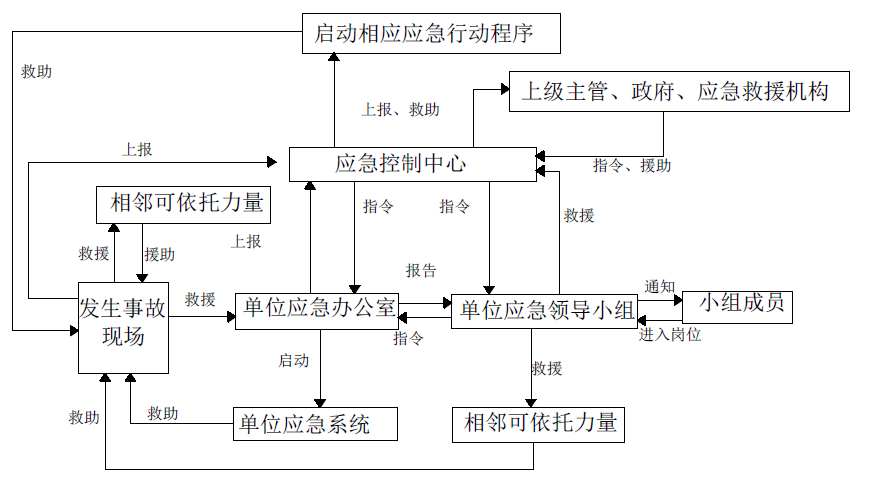 启动相应应急行动程序
救助
上级主管、政府、应急救援机构
上报、救助
上报
应急控制中心
指令、援助
相邻可依托力量
指令
指令
救援
上报
救援
援助
报告
通知
发生事故
现场
救援
单位应急办公室
单位应急领导小组
小组成员
指令
进入岗位
启动
救援
救助
救助
单位应急系统
相邻可依托力量